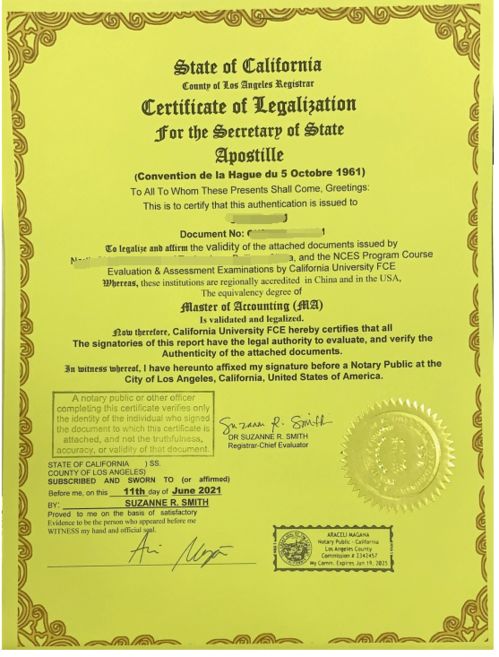 State of California
County of Los Angeles Registrar
Certificate of Legalization
For the Secretary of State
Apostille
(Convention de la Hague du 5 Octobre 1961)
To All To Whom These Presents Shall Come, Greetings:
This is to certify that this authentication is issued to
Document No:
To legalize and affirm the validity of the attached documents issued by
, and the NCES Program Course
Evaluation & Assessment Examinations by California University FCE
Whereas, these institutions are regionally accredited in China and in the USA,
The equivalency degree of
Master of Accounting (MA)
Is validated and legalized.
Now therefore, California University FCE hereby certifies that all
The signatories of this report have the legal authority to evaluate, and verify the
Authenticity of the attached documents.
In witness whereof, I have hereunto affixed my signature before a Notary Public at the
City of Los Angeles, California, United States of America.
A notary public or other officer
completing this certificate verifies only
the identity of the individual who signed
the document to which this certificate is
attached, and not the truthfulness,
accuracy, or validity of that document.
Suzanne R. Smith
DR SUZANNE R. SMITH
Registrar-Chief Evaluator
STATE OF CALIFORNIA ) SS.
COUNTY OF LOS ANGELES)
SUBSCRIBED AND SWORN TO (or affirmed)
Before me, on this 11th day of June 2021
BY: SUZANNE R. SMITH
Proved to me on the basis of satisfactory
Evidence to be the person who appeared before me
WITNESS my hand and official seal.
ARACELI MAGANA
Notary Public - California
Los Angeles County
Commission # 2362457
My Comm. Expires Jun 19, 2025